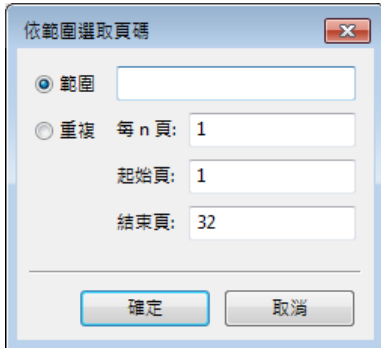 依範圍選取頁碼
範圍
重複 每 n 頁: 1
起始頁: 1
結束頁: 32
確定 取消